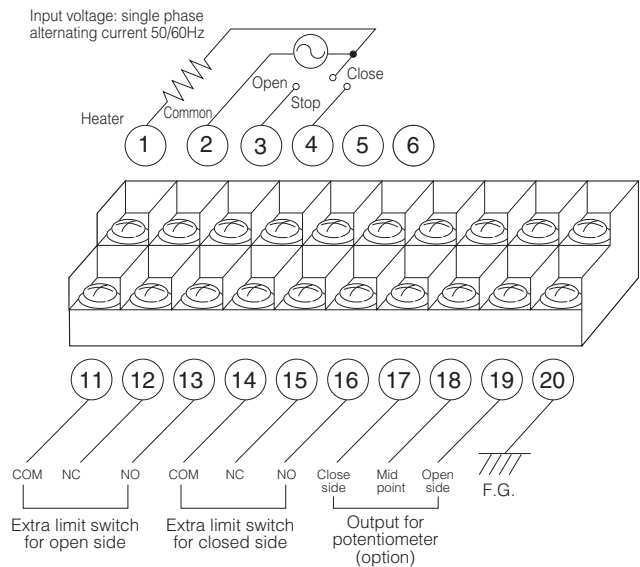 Input voltage: single phase
alternating current 50/60Hz
Open
Close
Stop
Heater
Common
1 2 3 4 5 6
11 12 13 14 15 16 17 18 19 20
COM NC NO COM NC NO Close side Mid point Open side
F.G.
Extra limit switch
for open side
Extra limit switch
for closed side
Output for
potentiometer
(option)